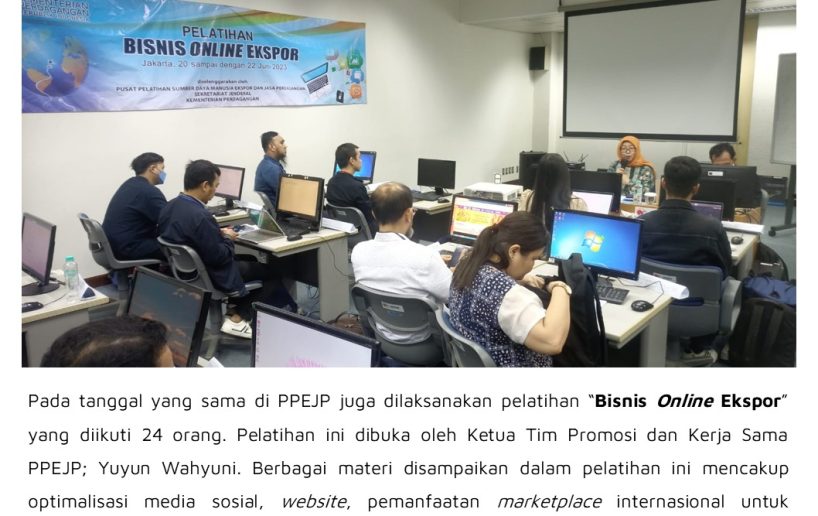 KEMENTERIAN
PERDAGANGAN
PELATIHAN
BISNIS ONLINE EKSPOR
Jakarta, 20 sampai dengan 22 Juni 2023
diselenggarakan oleh
PUSAT PELATIHAN SUMBER DAYA MANUSIA EKSPOR DAN JASA PERDAGANGAN
SEKRETARIAT JENDERAL
KEMENTERIAN PERDAGANGAN
Pada tanggal yang sama di PPEJP juga dilaksanakan pelatihan “Bisnis Online Ekspor”
yang diikuti 24 orang. Pelatihan ini dibuka oleh Ketua Tim Promosi dan Kerja Sama
PPEJP; Yuyun Wahyuni. Berbagai materi disampaikan dalam pelatihan ini mencakup
optimalisasi media sosial, website, pemanfaatan marketplace internasional untuk